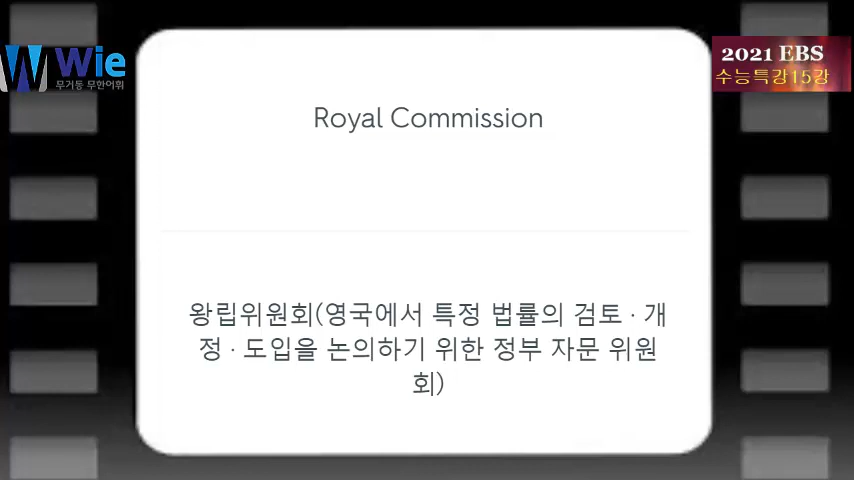 Wie
무거동 무한어휘
2021 EBS
수능특강15강
Royal Commission
왕립위원회(영국에서 특정 법률의 검토 · 개
정 · 도입을 논의하기 위한 정부 자문 위원
회)